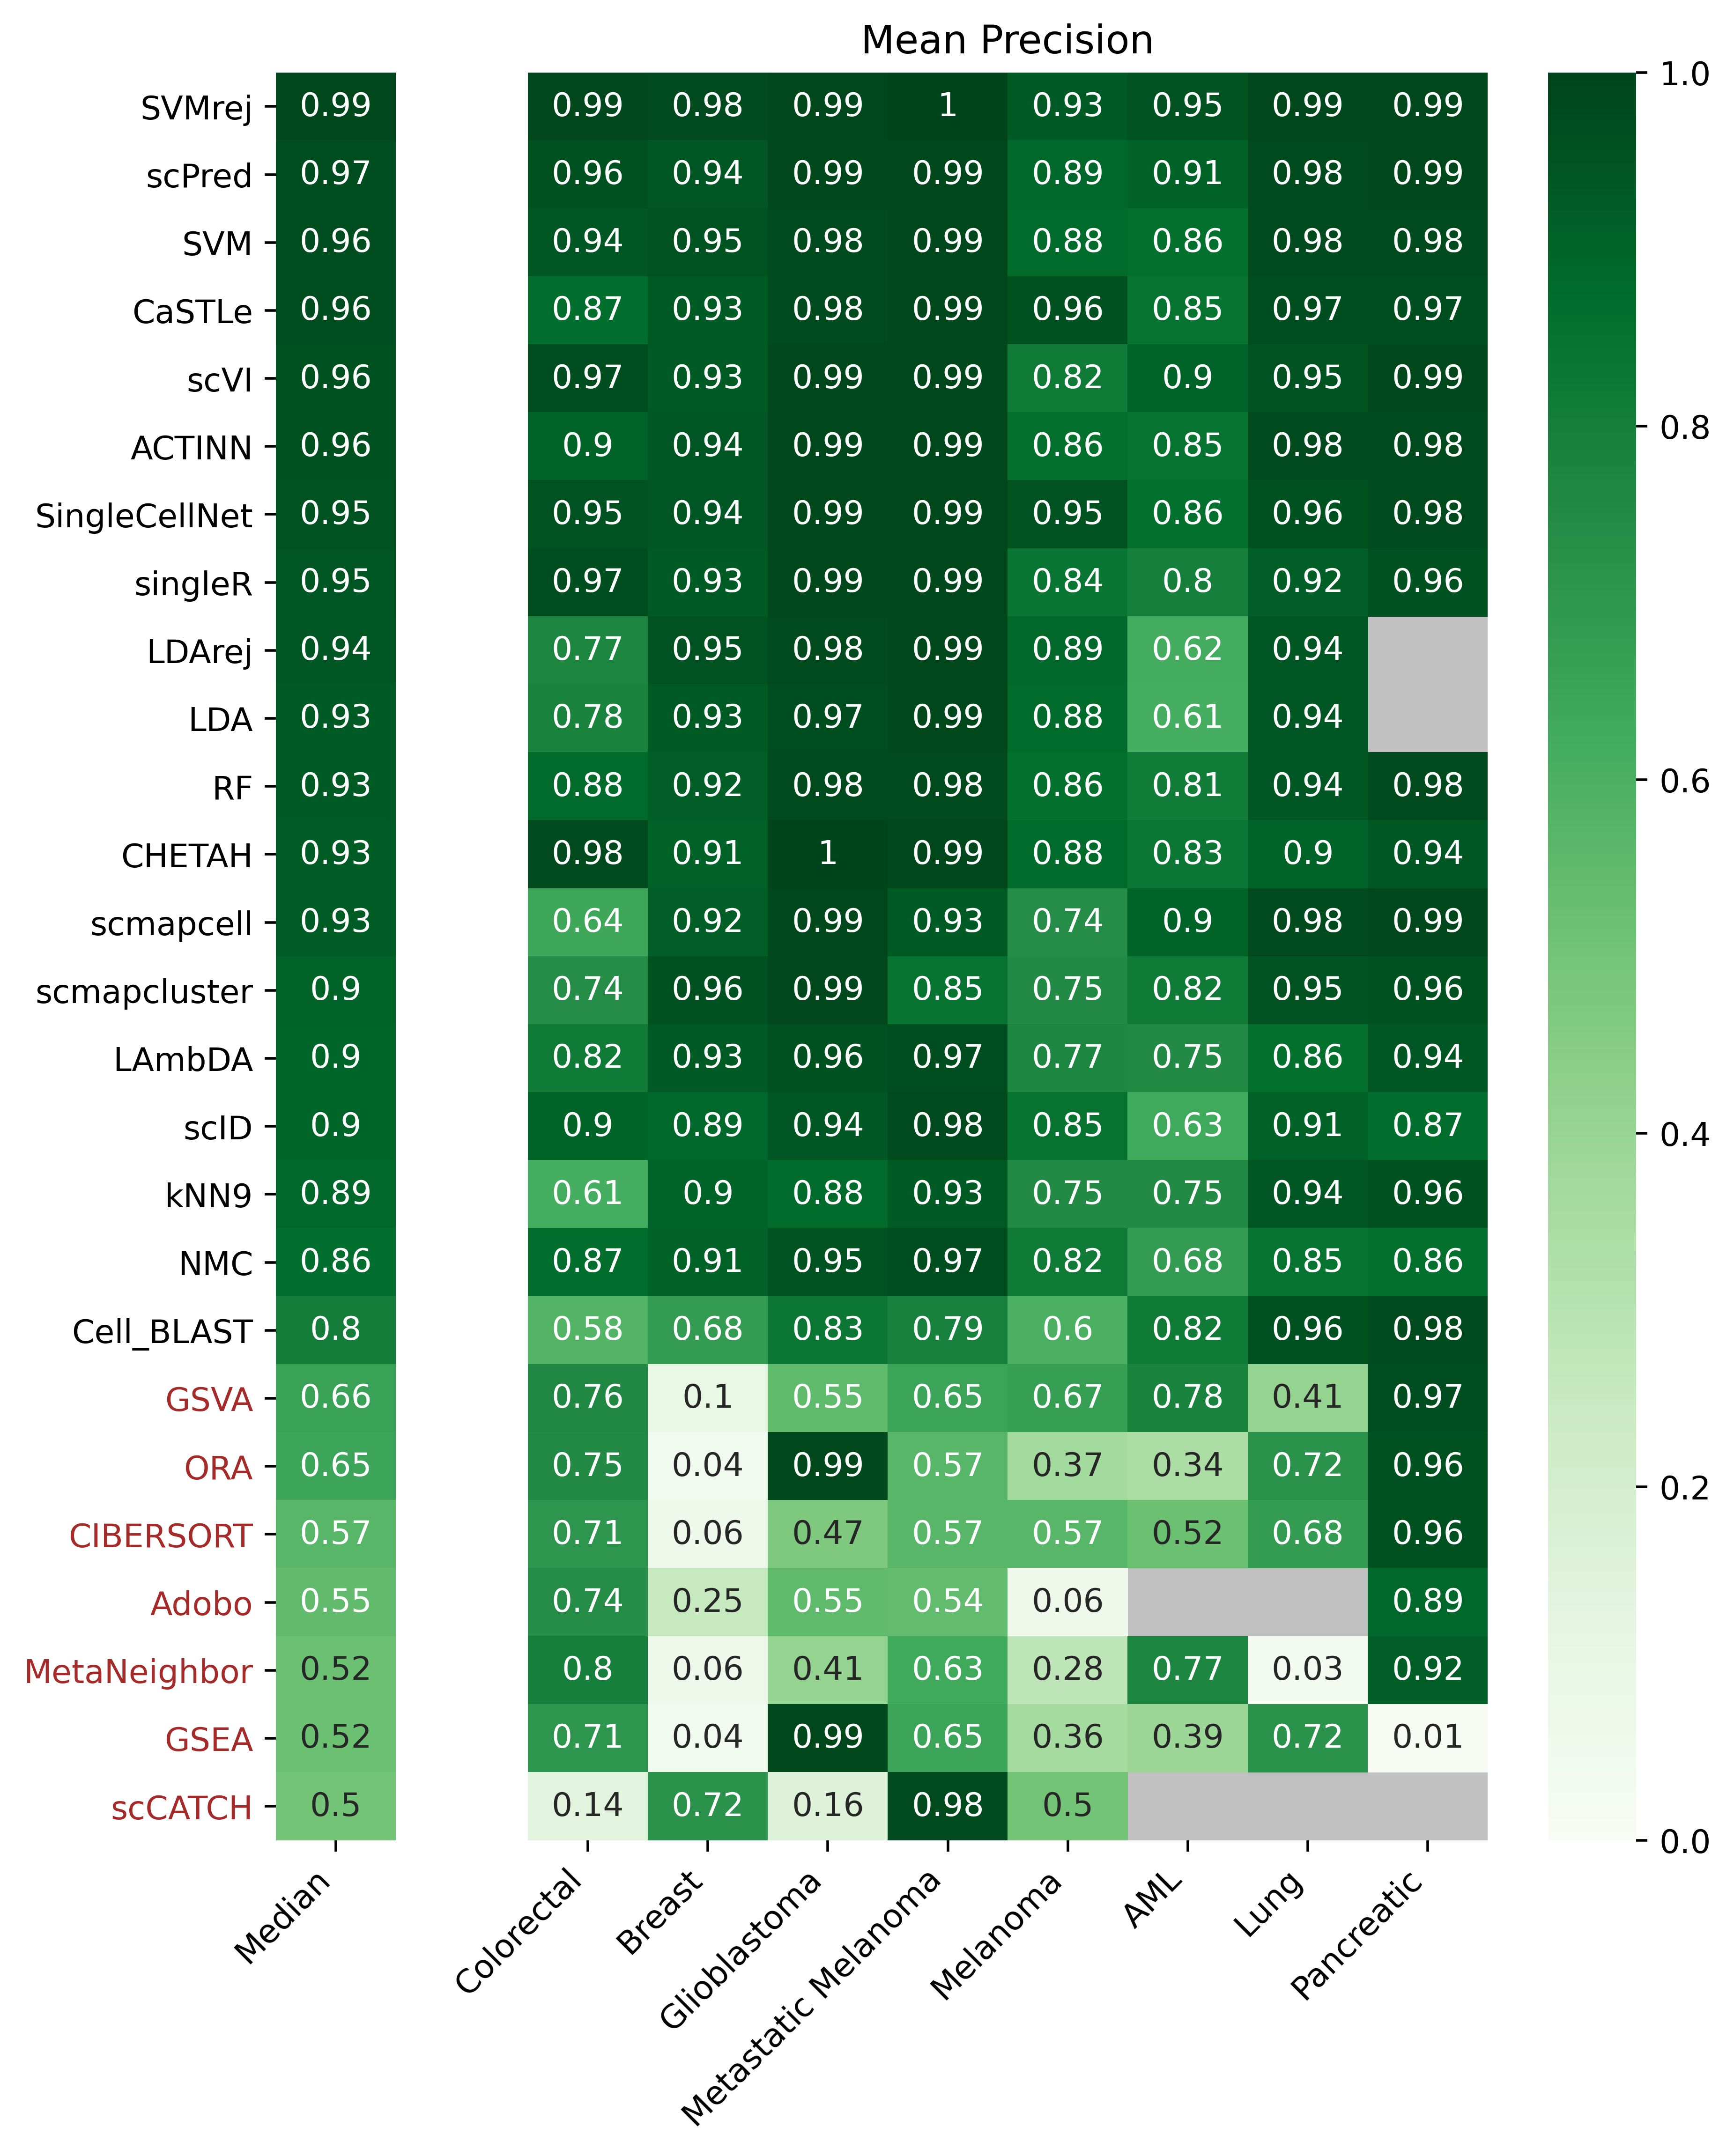 Mean Precision
SVMrej 0.99 0.99 0.98 0.99 1 0.93 0.95 0.99 0.99
scPred 0.97 0.96 0.94 0.99 0.99 0.89 0.91 0.98 0.99
SVM 0.96 0.94 0.95 0.98 0.99 0.88 0.86 0.98 0.98
CaSTLe 0.96 0.87 0.93 0.98 0.99 0.96 0.85 0.97 0.97
scVI 0.96 0.97 0.93 0.99 0.99 0.82 0.9 0.95 0.99
ACTINN 0.96 0.9 0.94 0.99 0.99 0.86 0.85 0.98 0.98
SingleCellNet 0.95 0.95 0.94 0.99 0.99 0.95 0.86 0.96 0.98
singleR 0.95 0.97 0.93 0.99 0.99 0.84 0.8 0.92 0.96
LDArej 0.94 0.77 0.95 0.98 0.99 0.89 0.62 0.94
LDA 0.93 0.78 0.93 0.97 0.99 0.88 0.61 0.94
RF 0.93 0.88 0.92 0.98 0.98 0.86 0.81 0.94 0.98
CHETAH 0.93 0.98 0.91 1 0.99 0.88 0.83 0.9 0.94
scmapcell 0.93 0.64 0.92 0.99 0.93 0.74 0.9 0.98 0.99
scmapcluster 0.9 0.74 0.96 0.99 0.85 0.75 0.82 0.95 0.96
LAmbDA 0.9 0.82 0.93 0.96 0.97 0.77 0.75 0.86 0.94
scID 0.9 0.9 0.89 0.94 0.98 0.85 0.63 0.91 0.87
kNN9 0.89 0.61 0.9 0.88 0.93 0.75 0.75 0.94 0.96
NMC 0.86 0.87 0.91 0.95 0.97 0.82 0.68 0.85 0.86
Cell_BLAST 0.8 0.58 0.68 0.83 0.79 0.6 0.82 0.96 0.98
GSVA 0.66 0.76 0.1 0.55 0.65 0.67 0.78 0.41 0.97
ORA 0.65 0.75 0.04 0.99 0.57 0.37 0.34 0.72 0.96
CIBERSORT 0.57 0.71 0.06 0.47 0.57 0.57 0.52 0.68 0.96
Adobo 0.55 0.74 0.25 0.55 0.54 0.06 0.89
MetaNeighbor 0.52 0.8 0.06 0.41 0.63 0.28 0.77 0.03 0.92
GSEA 0.52 0.71 0.04 0.99 0.65 0.36 0.39 0.72 0.01
scCATCH 0.5 0.14 0.72 0.16 0.98 0.5
Median
Colorectal
Breast
Glioblastoma
Metastatic Melanoma
Melanoma
AML
Lung
Pancreatic
1.0
0.8
0.6
0.4
0.2
0.0